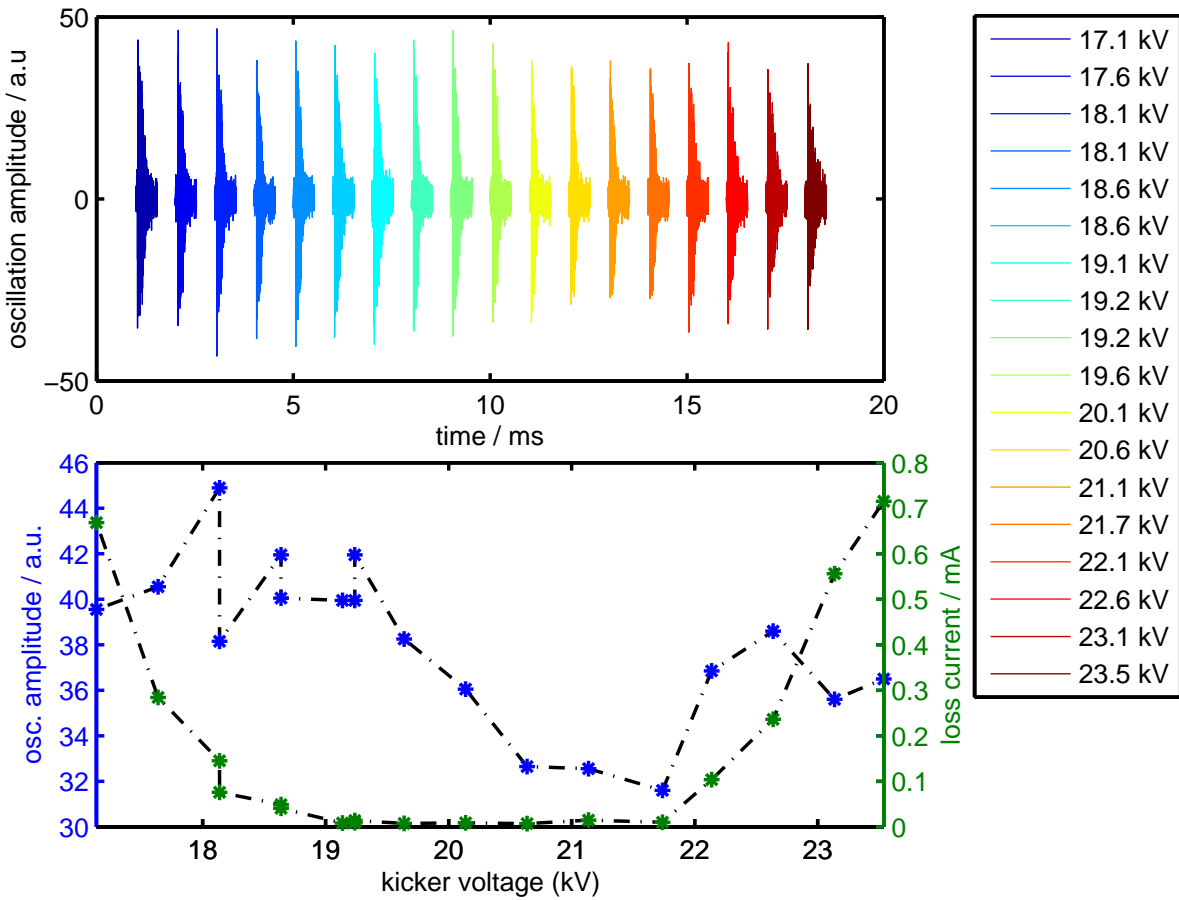 50
0
−50
oscillation amplitude / a.u
0 5 10 15 20
time / ms
17.1 kV
17.6 kV
18.1 kV
18.1 kV
18.6 kV
18.6 kV
19.1 kV
19.2 kV
19.2 kV
19.6 kV
20.1 kV
20.6 kV
21.1 kV
21.7 kV
22.1 kV
22.6 kV
23.1 kV
23.5 kV
46
44
42
40
38
36
34
32
30
osc. amplitude / a.u.
0.8
0.7
0.6
0.5
0.4
0.3
0.2
0.1
0
loss current / mA
18 19 20 21 22 23
kicker voltage (kV)